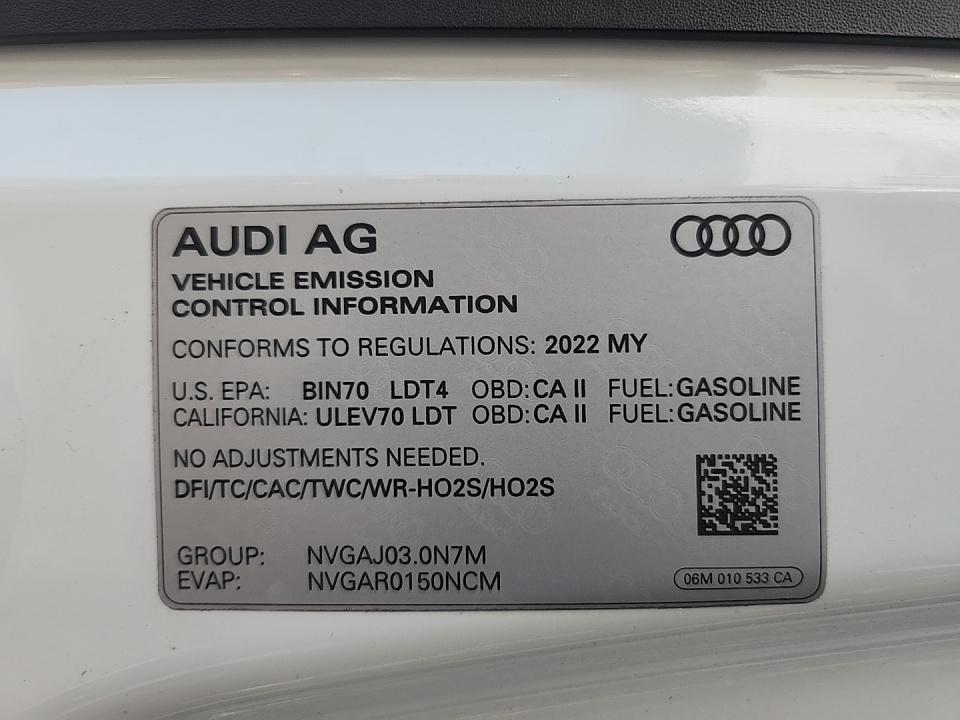 AUDI AG
VEHICLE EMISSION
CONTROL INFORMATION
CONFORMS TO REGULATIONS: 2022 MY
U.S. EPA: BIN70 LDT4 OBD: CA II FUEL: GASOLINE
CALIFORNIA: ULEV70 LDT OBD: CA II FUEL: GASOLINE
NO ADJUSTMENTS NEEDED.
DFI/TC/CAC/TWC/WR-HO2S/HO2S
GROUP: NVGAJ03.0N7M
EVAP: NVGAR0150NCM
06M 010 533 CA